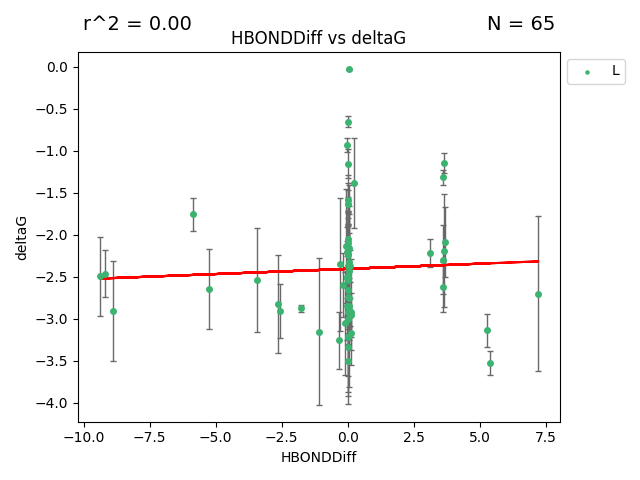 r^2 = 0.00
N = 65
HBONDDiff vs deltaG
L
0.0
−0.5
−1.0
−1.5
−2.0
−2.5
−3.0
−3.5
−4.0
deltaG
−10.0 −7.5 −5.0 −2.5 0.0 2.5 5.0 7.5
HBONDDiff